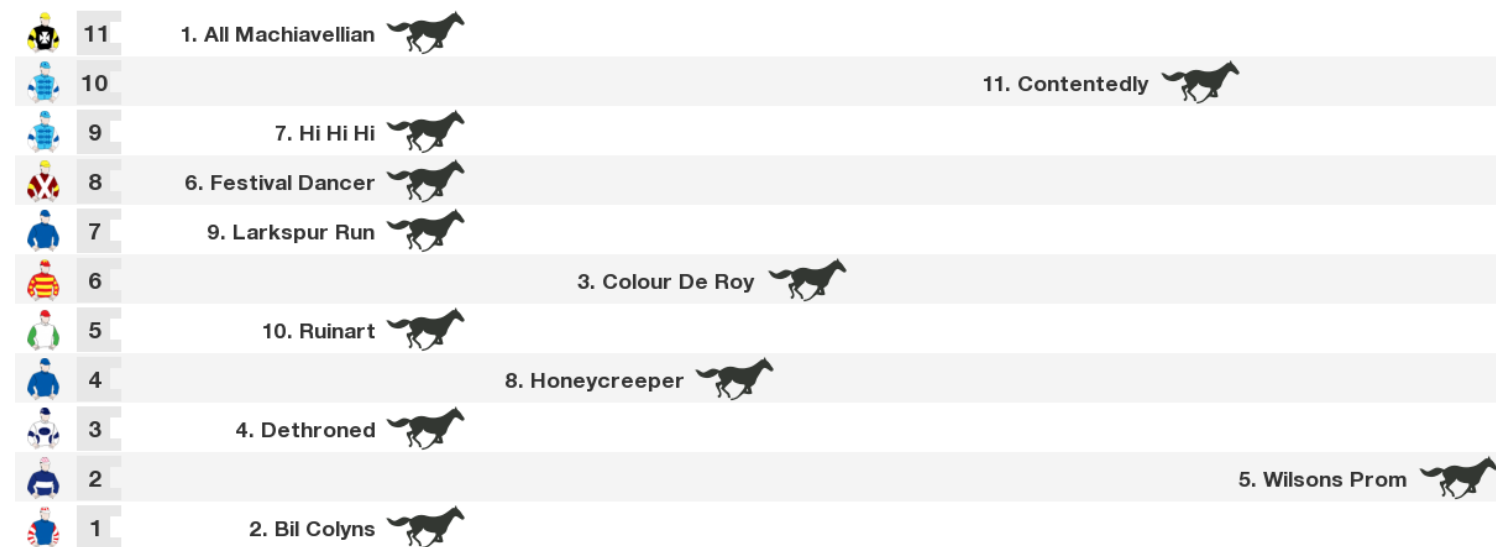 11 1. All Machiavellian
10 11. Contentedly
9 7. Hi Hi Hi
8 6. Festival Dancer
7 9. Larkspur Run
6 3. Colour De Roy
5 10. Ruinart
4 8. Honeycreeper
3 4. Dethroned
2 5. Wilsons Prom
1 2. Bil Colyns